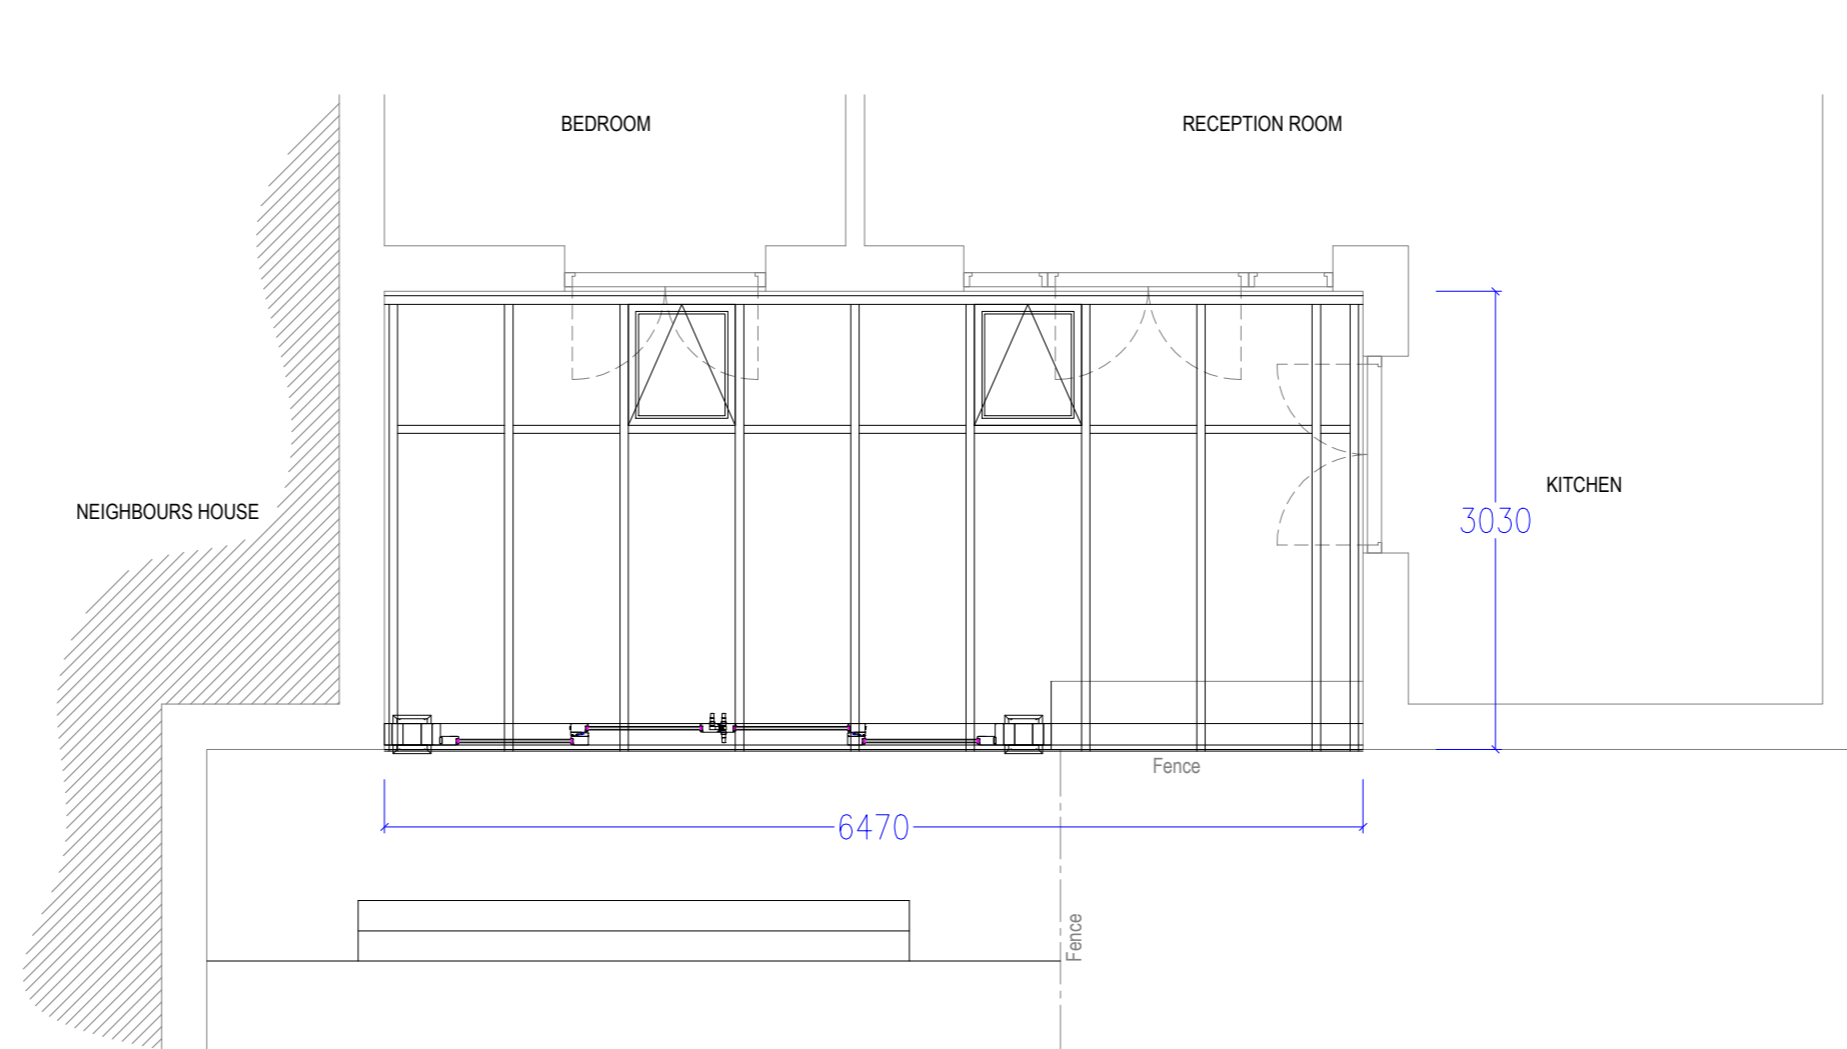 BEDROOM
RECEPTION ROOM
NEIGHBOURS HOUSE
KITCHEN
3030
Fence
6470
Fence